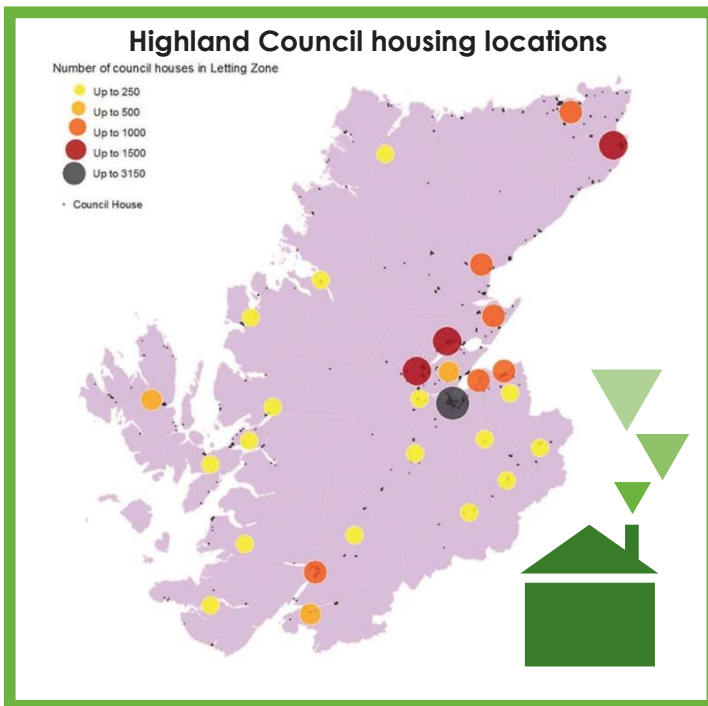 Highland Council housing locations
Number of council houses in Letting Zone
Up to 250
Up to 500
Up to 1000
Up to 1500
Up to 3150
Council House